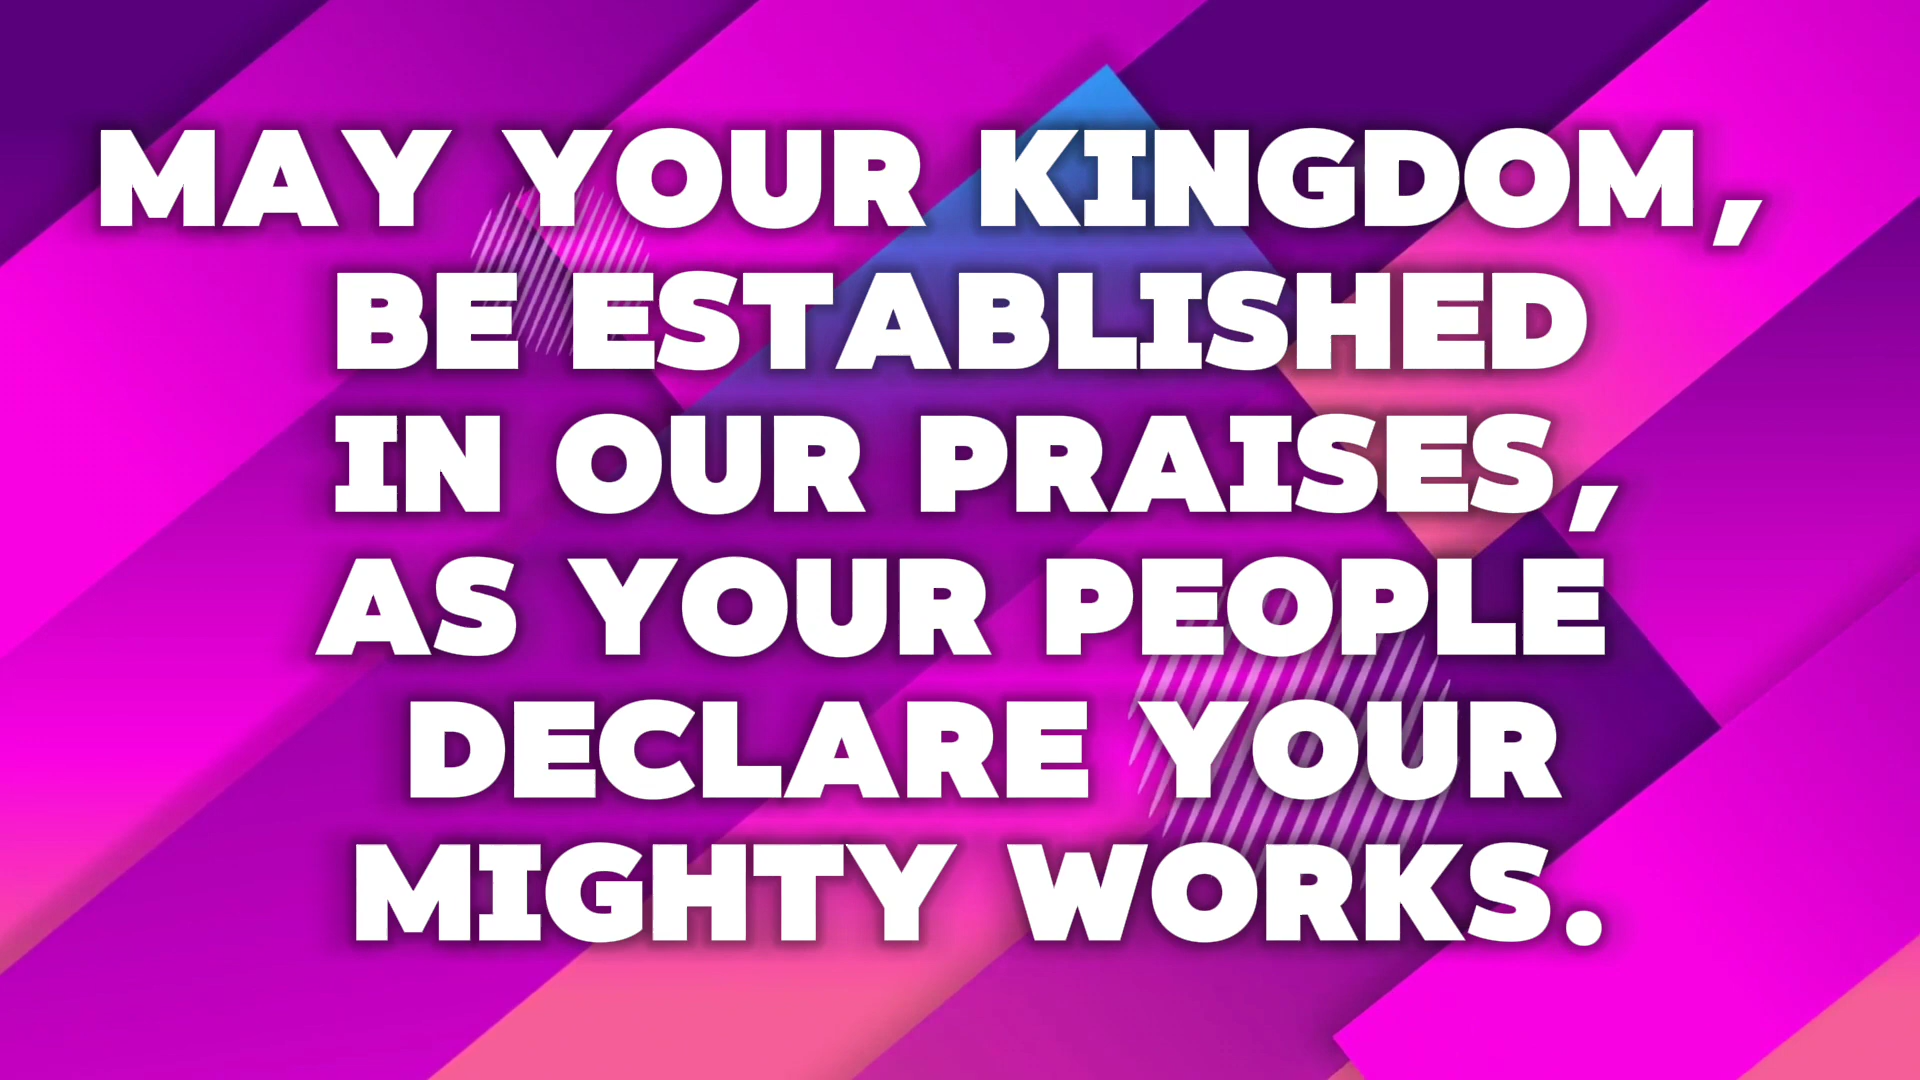 MAY YOUR KINGDOM,
BE ESTABLISHED
IN OUR PRAISES,
AS YOUR PEOPLE
DECLARE YOUR
MIGHTY WORKS.